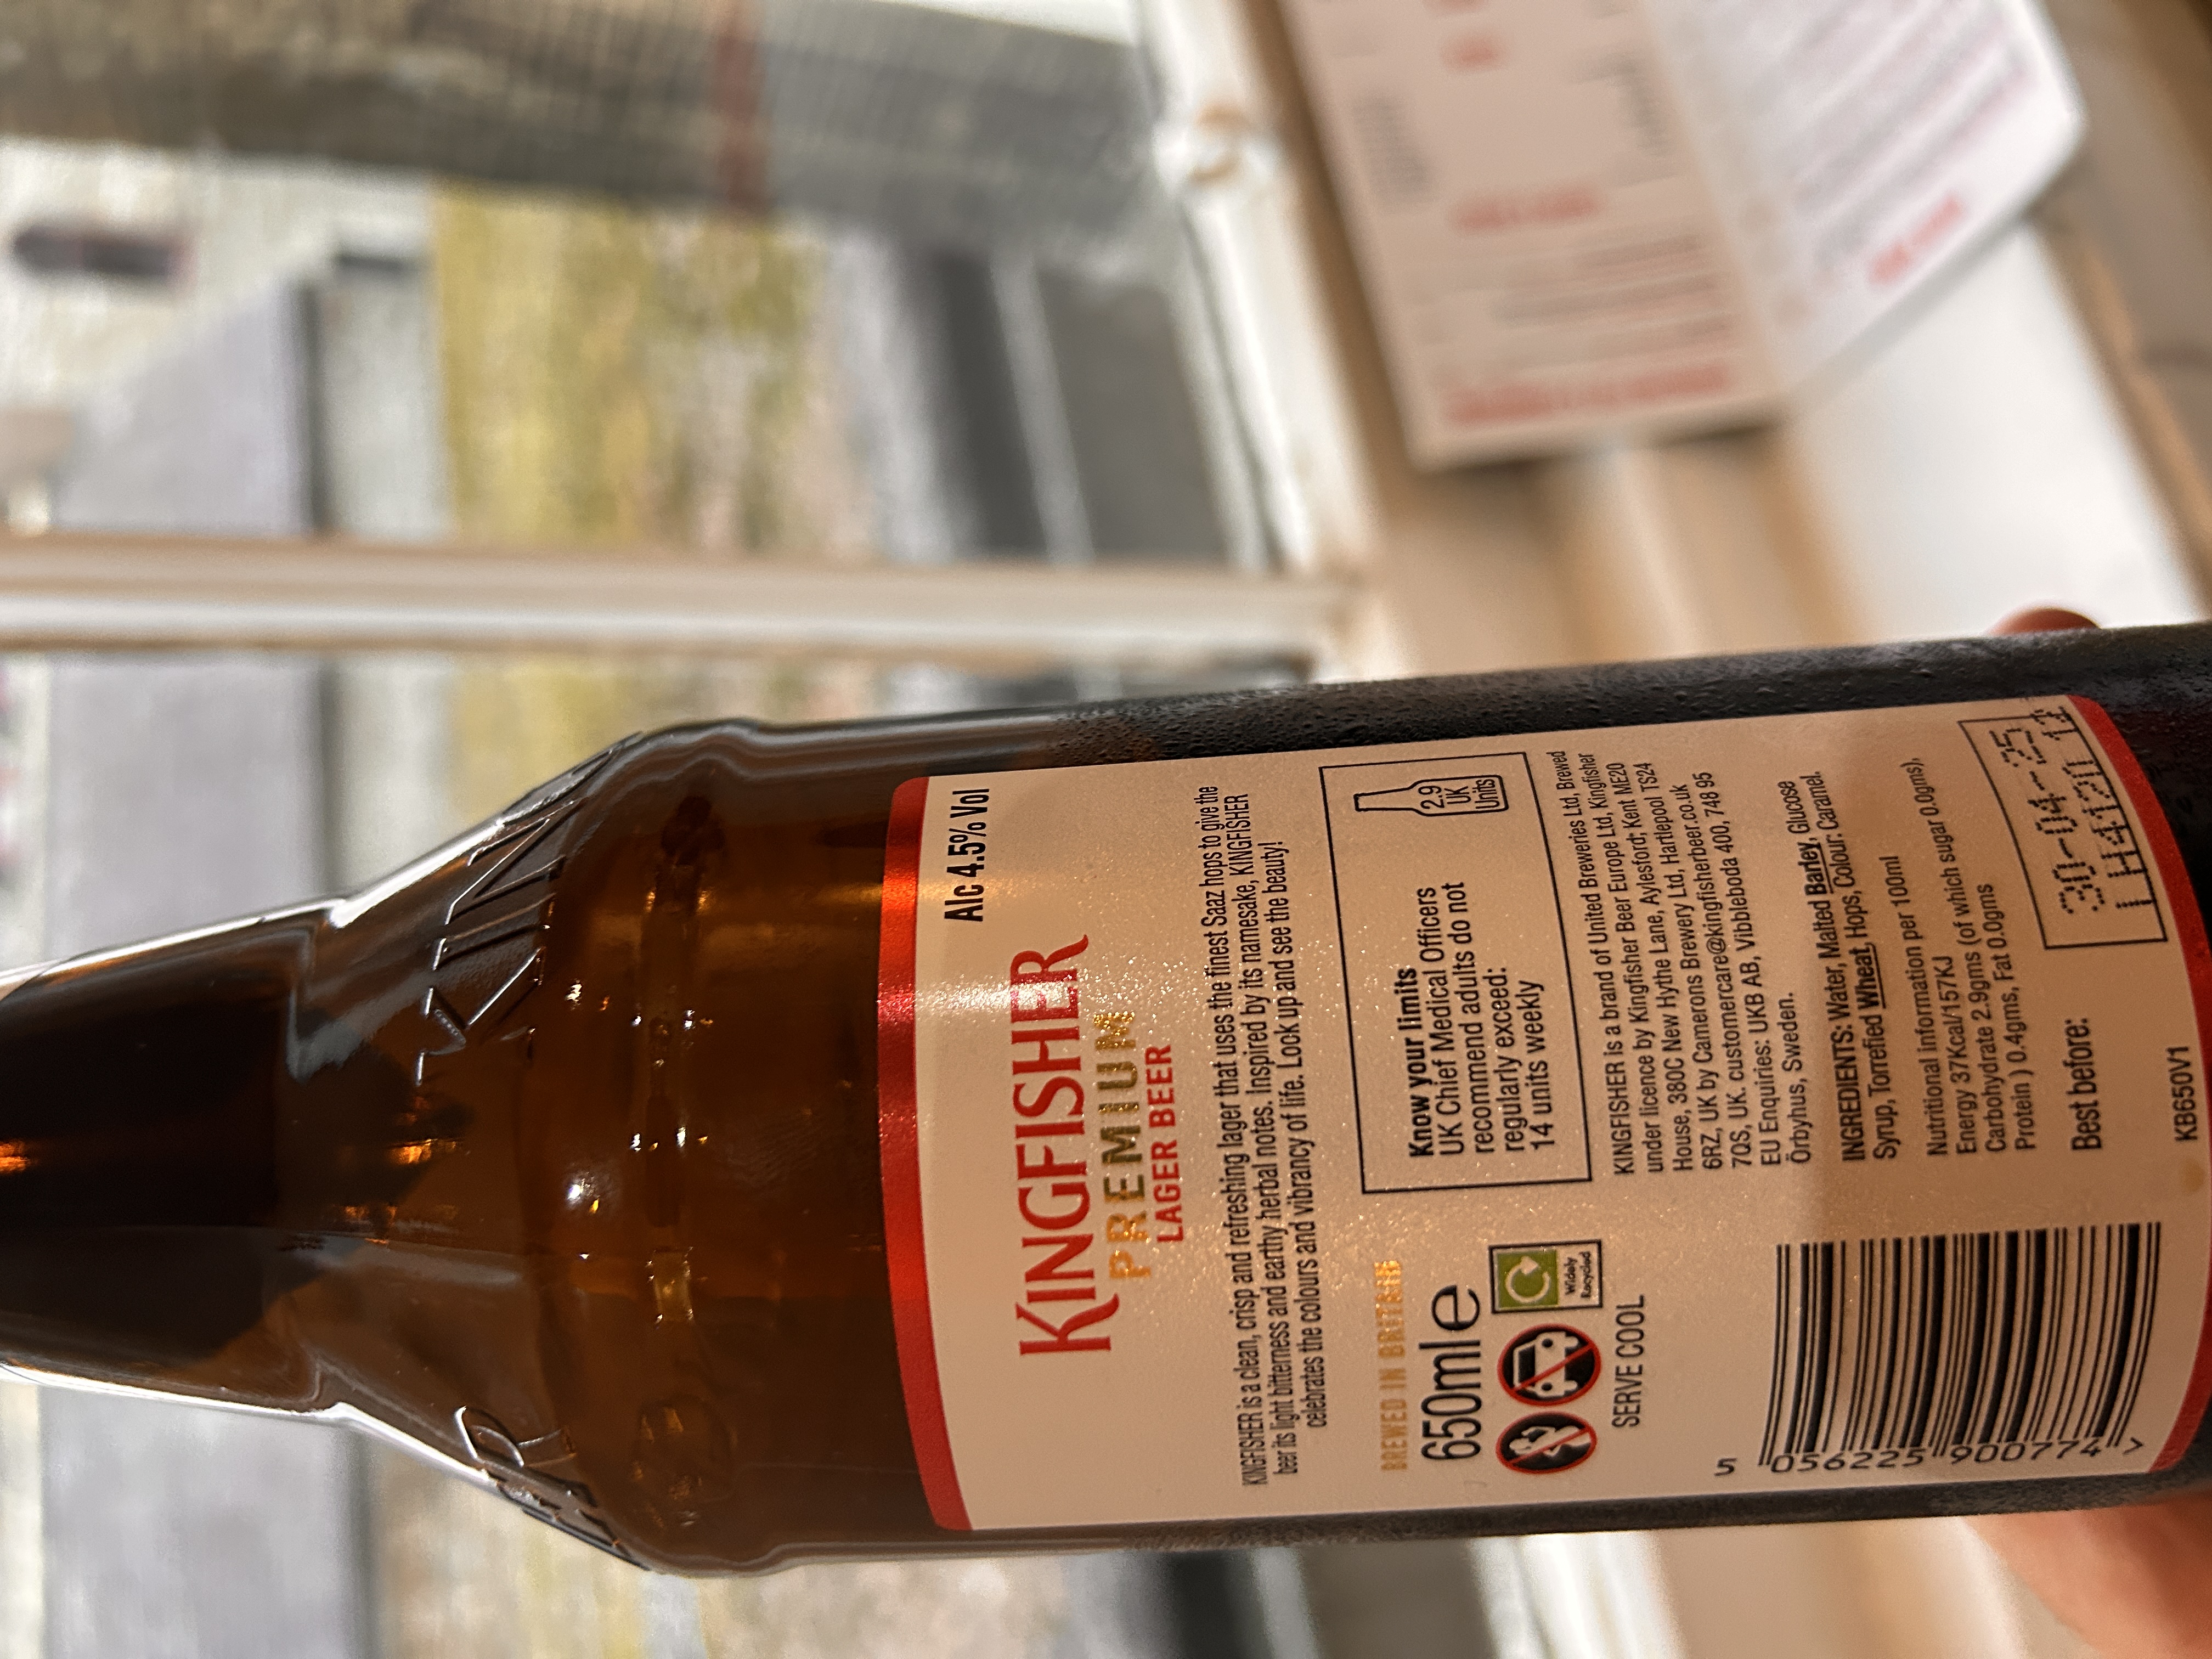 ER KIN
Alc 4.5% Vol
KINGFISHER
PREMIUM
LAGER BEER
KINGFISHER is a clean, crisp and refreshing lager that uses the finest Saaz hops to give the
beer its light bitterness and earthy herbal notes. Inspired by its namesake, KINGFISHER
celebrates the colours and vibrancy of life. Look up and see the beauty!
BREWED IN BRITAIN
650ml e
Widely
Recycled
SERVE COOL
Know your limits
UK Chief Medical Officers
recommend adults do not
regularly exceed:
14 units weekly
2.9
UK
Units
KINGFISHER is a brand of United Breweries Ltd, Brewed
under licence by Kingfisher Beer Europe Ltd, Kingfisher
House, 380C New Hythe Lane, Aylesford; Kent ME20
6RZ, UK by Camerons Brewery Ltd, Hartlepool TS24
7QS, UK. customercare@kingfisherbeer.co.uk
EU Enquiries: UKB AB, Vibbleboda 400, 748 95
Örbyhus, Sweden.
INGREDIENTS: Water, Malted Barley, Glucose
Syrup, Torrefied Wheat, Hops, Colour: Caramel.
Nutritional information per 100ml
Energy 37Kcal/157KJ
Carbohydrate 2.9gms (of which sugar 0.0gms),
Protein ) 0.4gms, Fat 0.0gms
Best before:
30-04-25
LH4120 12
KB650V1
5 056225 900774 >